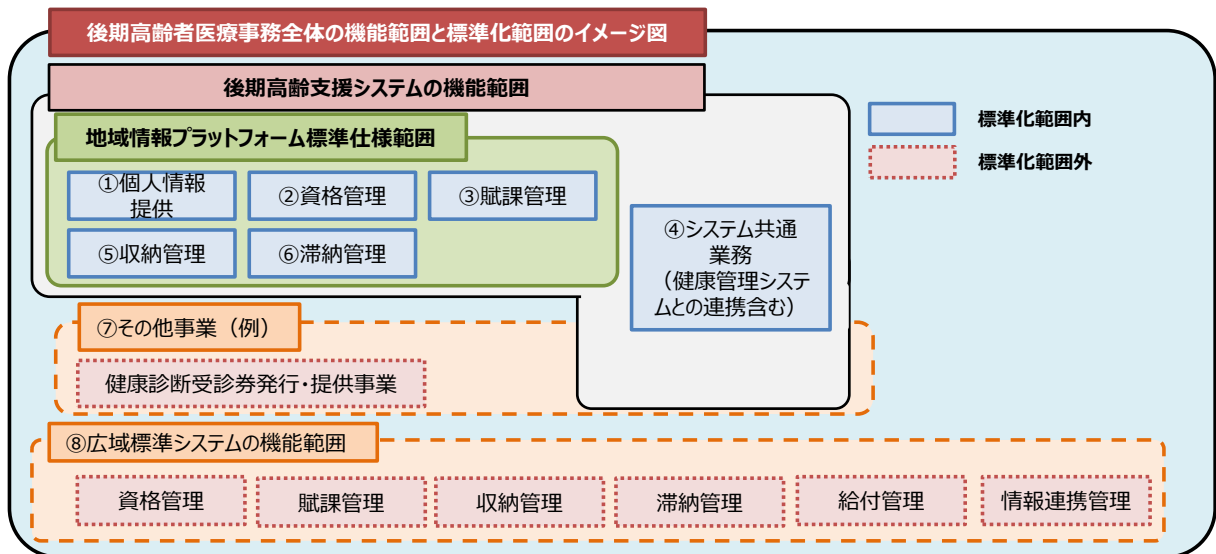 後期高齢者医療事務全体の機能範囲と標準化範囲のイメージ図
後期高齢支援システムの機能範囲
地域情報プラットフォーム標準仕様範囲
標準化範囲内
標準化範囲外
①個人情報
提供
②資格管理
③賦課管理
④システム共通
業務
（健康管理システ
ムとの連携含む）
⑤収納管理
⑥滞納管理
⑦その他事業（例）
健康診断受診券発行・提供事業
⑧広域標準システムの機能範囲
資格管理
賦課管理
収納管理
滞納管理
給付管理
情報連携管理